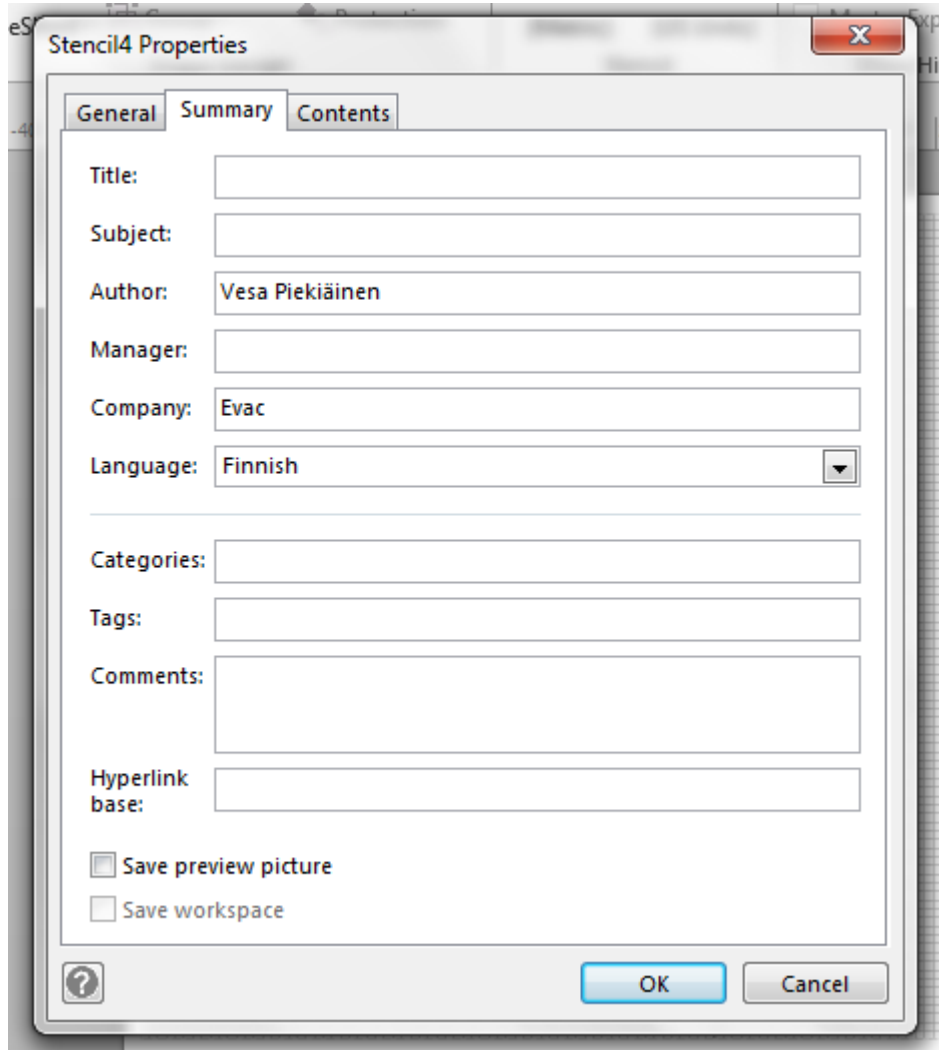 Stencil4 Properties
General Summary Contents
Title:
Subject:
Author: Vesa Piekiäinen
Manager:
Company: Evac
Language: Finnish
Categories:
Tags:
Comments:
Hyperlink
base:
Save preview picture
Save workspace
OK Cancel